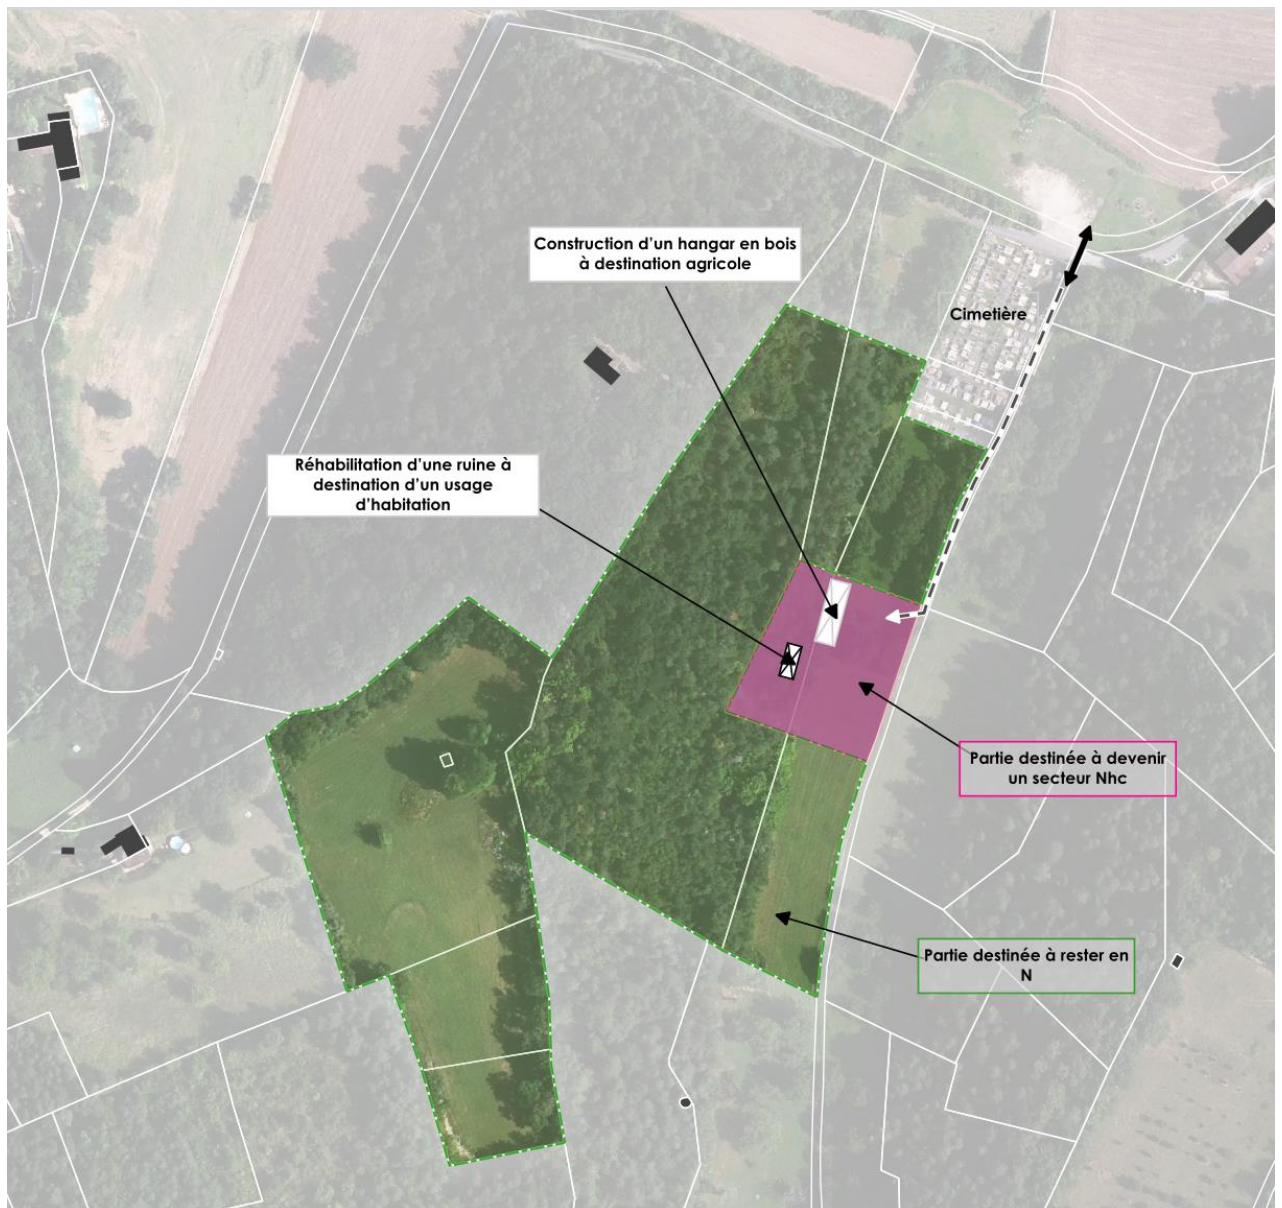 Construction d’un hangar en bois
à destination agricole
Cimetière
Réhabilitation d’une ruine à
destination d’un usage
d’habitation
Partie destinée à devenir
un secteur Nhc
Partie destinée à rester en
N